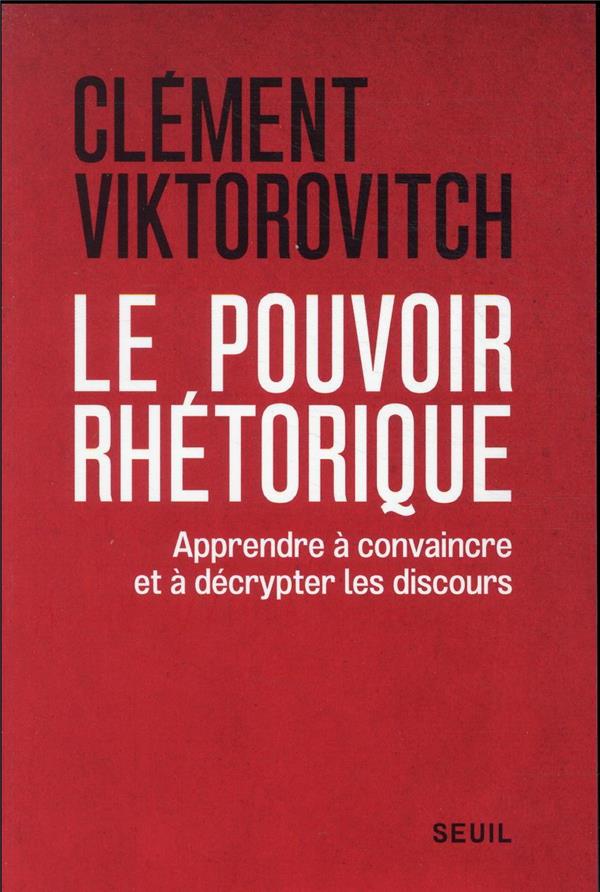 CLÉMENT
VIKTOROVITCH
LE POUVOIR
RHÉTORIQUE
Apprendre à convaincre
et à décrypter les discours
SEUIL